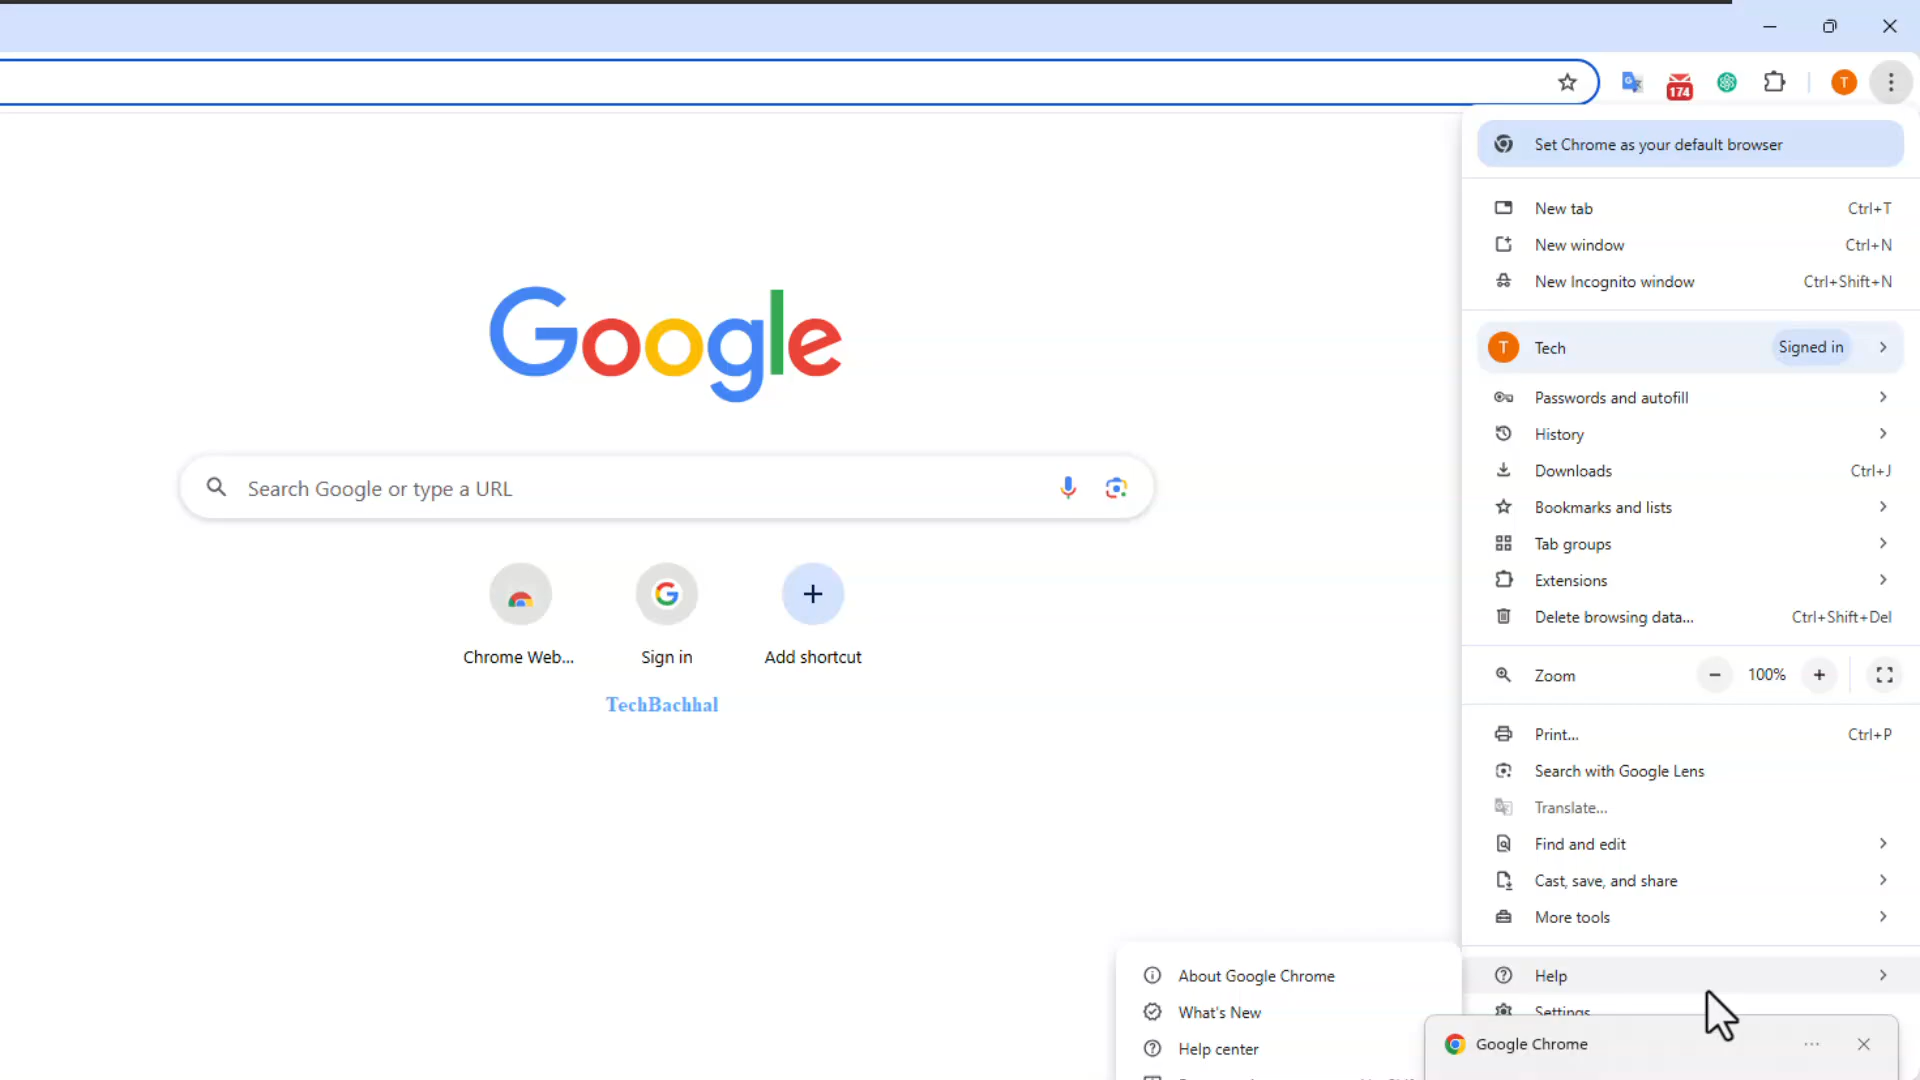 174
T
Set Chrome as your default browser
New tab Ctrl+T
New window Ctrl+N
New Incognito window Ctrl+Shift+N
T Tech Signed in
Passwords and autofill
History
Downloads Ctrl+J
Bookmarks and lists
Tab groups
Extensions
Delete browsing data... Ctrl+Shift+Del
Zoom 100%
Print... Ctrl+P
Search with Google Lens
Translate...
Find and edit
Cast, save, and share
More tools
Help
Settings
Google
Search Google or type a URL
Chrome Web...
Sign in
Add shortcut
TechBachhal
About Google Chrome
What's New
Help center
Google Chrome